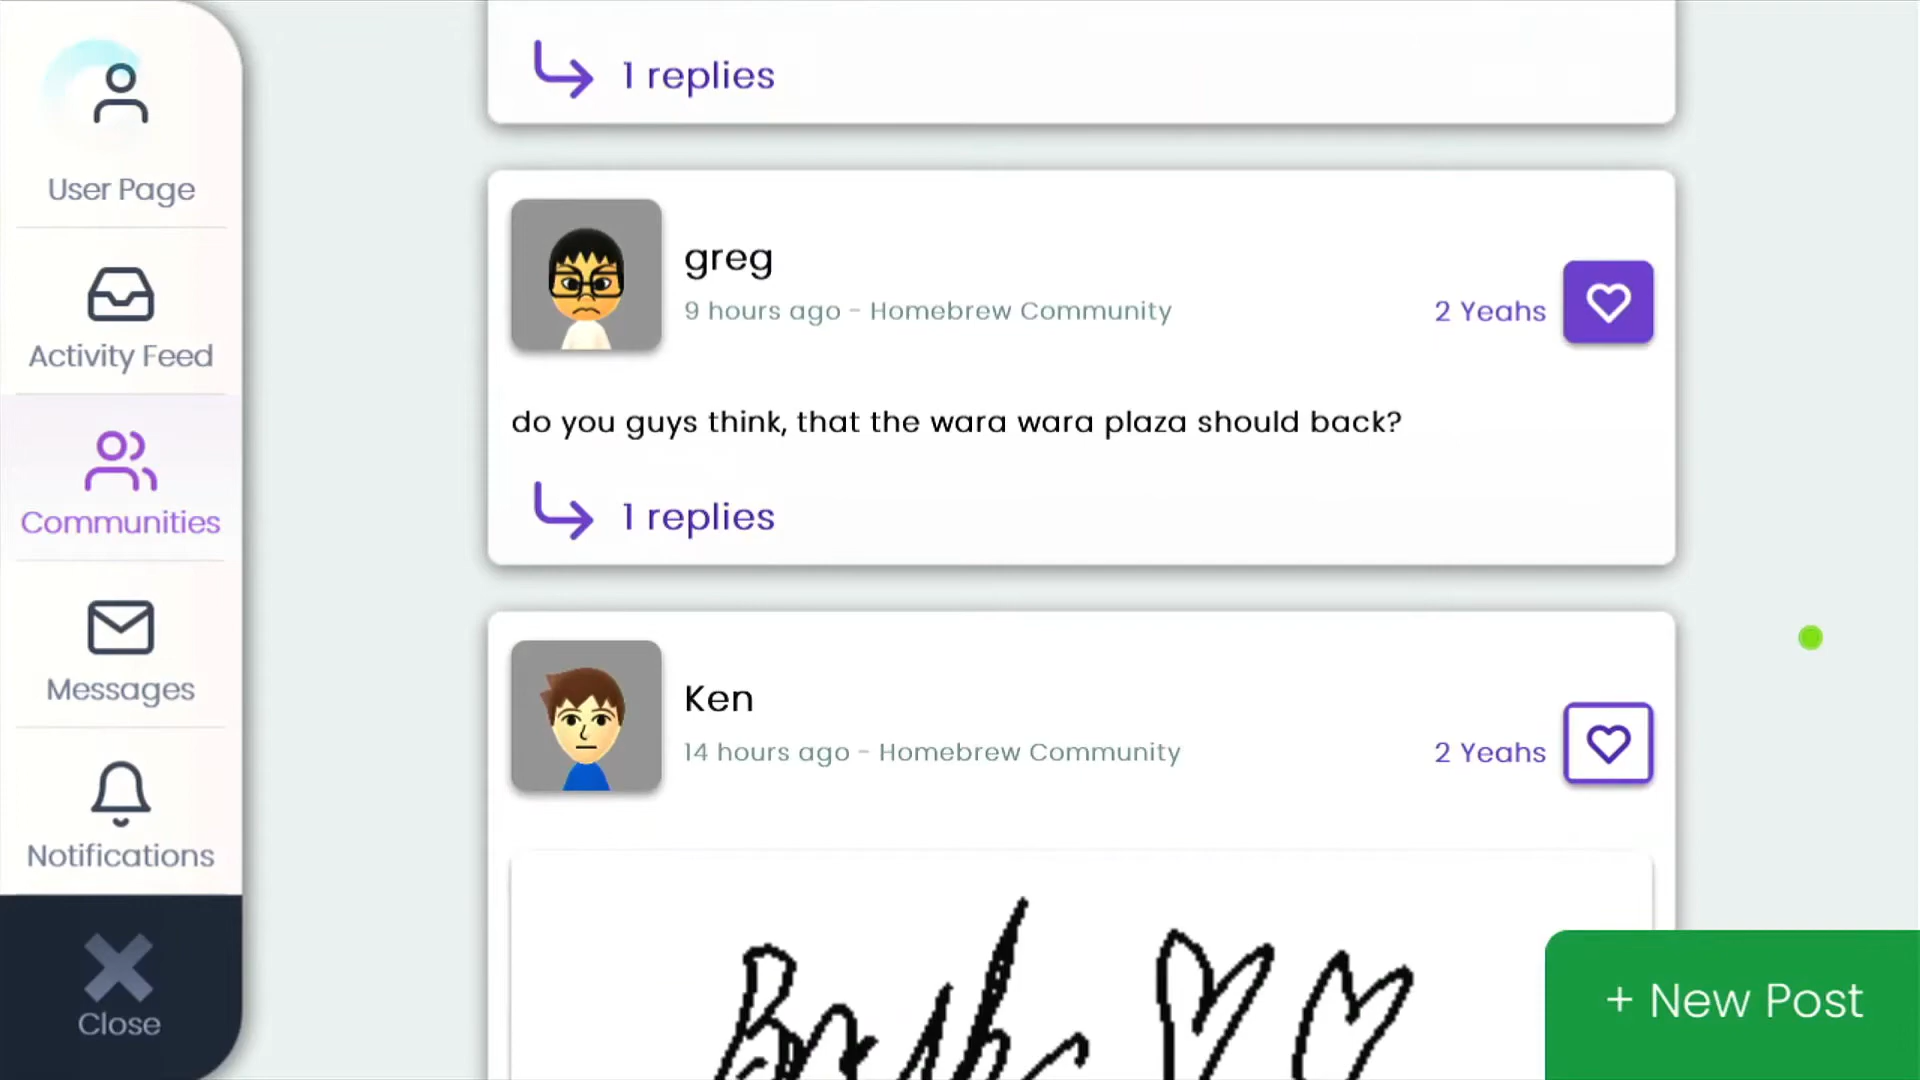 1 replies
User Page
greg
9 hours ago - Homebrew Community
2 Yeahs
Activity Feed
do you guys think, that the wara wara plaza should back?
Communities
1 replies
Messages
Ken
14 hours ago - Homebrew Community
2 Yeahs
Notifications
Close
+ New Post